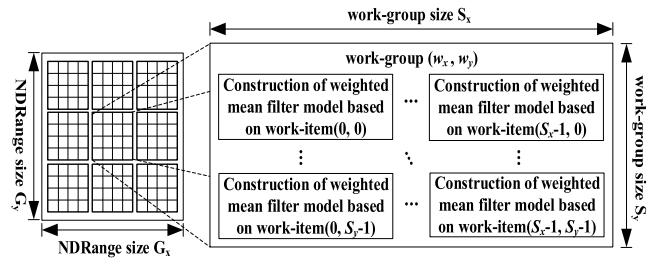 work-group size Sx
work-group (wx , wy)
Construction of weighted
mean filter model based
on work-item(0, 0)
...
Construction of weighted
mean filter model based
on work-item(Sx-1, 0)
Construction of weighted
mean filter model based
on work-item(0, Sy-1)
...
Construction of weighted
mean filter model based
on work-item(Sx-1, Sy-1)
NDRange size Gy
NDRange size Gx
work-group size Sy